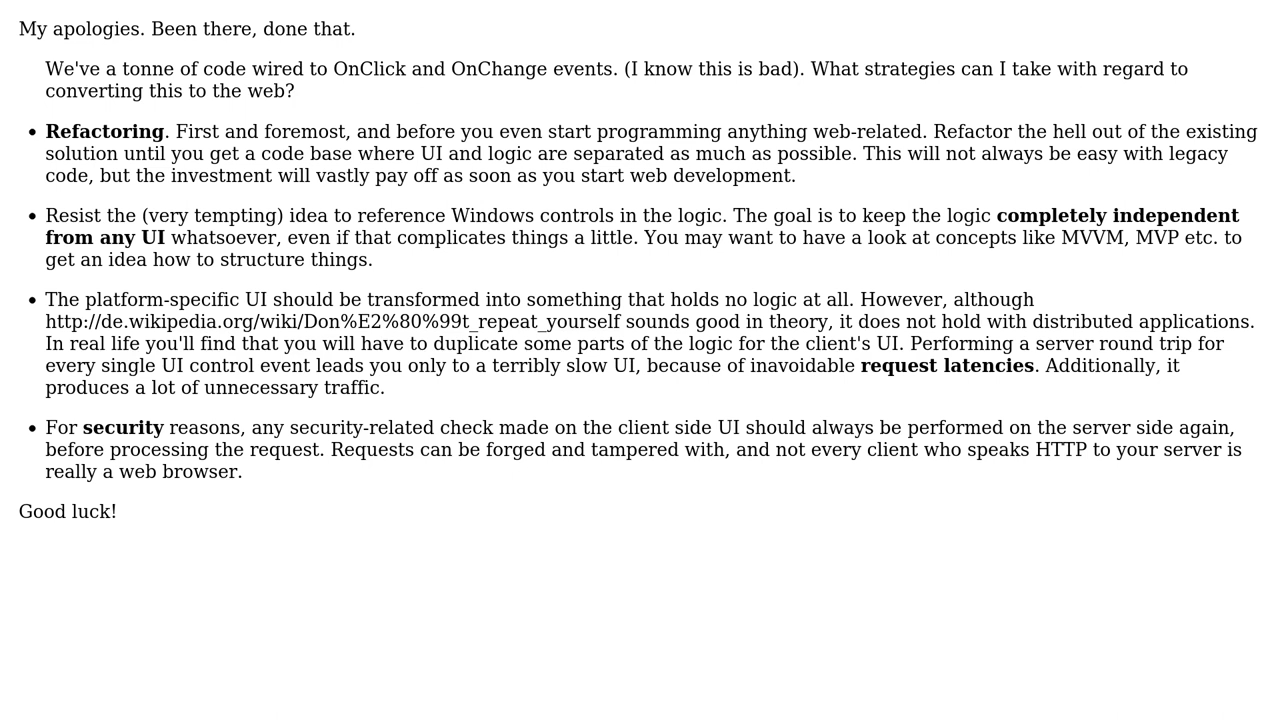 My apologies. Been there, done that.
We've a tonne of code wired to OnClick and OnChange events. (I know this is bad). What strategies can I take with regard to
converting this to the web?
• Refactoring. First and foremost, and before you even start programming anything web-related. Refactor the hell out of the existing
solution until you get a code base where UI and logic are separated as much as possible. This will not always be easy with legacy
code, but the investment will vastly pay off as soon as you start web development.
• Resist the (very tempting) idea to reference Windows controls in the logic. The goal is to keep the logic completely independent
from any UI whatsoever, even if that complicates things a little. You may want to have a look at concepts like MVVM, MVP etc. to
get an idea how to structure things.
• The platform-specific UI should be transformed into something that holds no logic at all. However, although
http://de.wikipedia.org/wiki/Don%E2%80%99t_repeat_yourself sounds good in theory, it does not hold with distributed applications.
In real life you'll find that you will have to duplicate some parts of the logic for the client's UI. Performing a server round trip for
every single UI control event leads you only to a terribly slow UI, because of inavoidable request latencies. Additionally, it
produces a lot of unnecessary traffic.
• For security reasons, any security-related check made on the client side UI should always be performed on the server side again,
before processing the request. Requests can be forged and tampered with, and not every client who speaks HTTP to your server is
really a web browser.
Good luck!